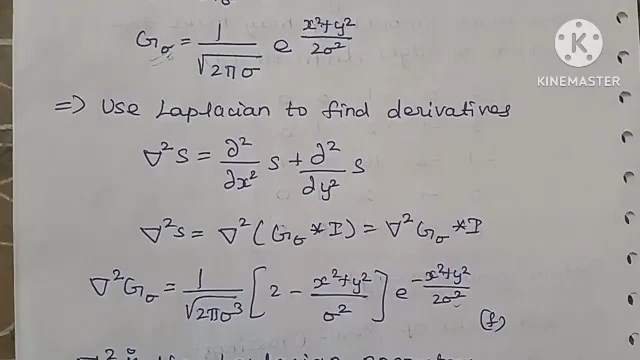 K
KINEMASTER
Gσ = 1/√2πσ e x²+y²/2σ²
=> Use Laplacian to find derivatives
∇²S = ∂²/∂x² S + ∂²/∂y² S
∇²S = ∇²(Gσ * I) = ∇²Gσ * I
∇²Gσ = 1/√2πσ³ [2 - x²+y²/σ²] e -x²+y²/2σ²